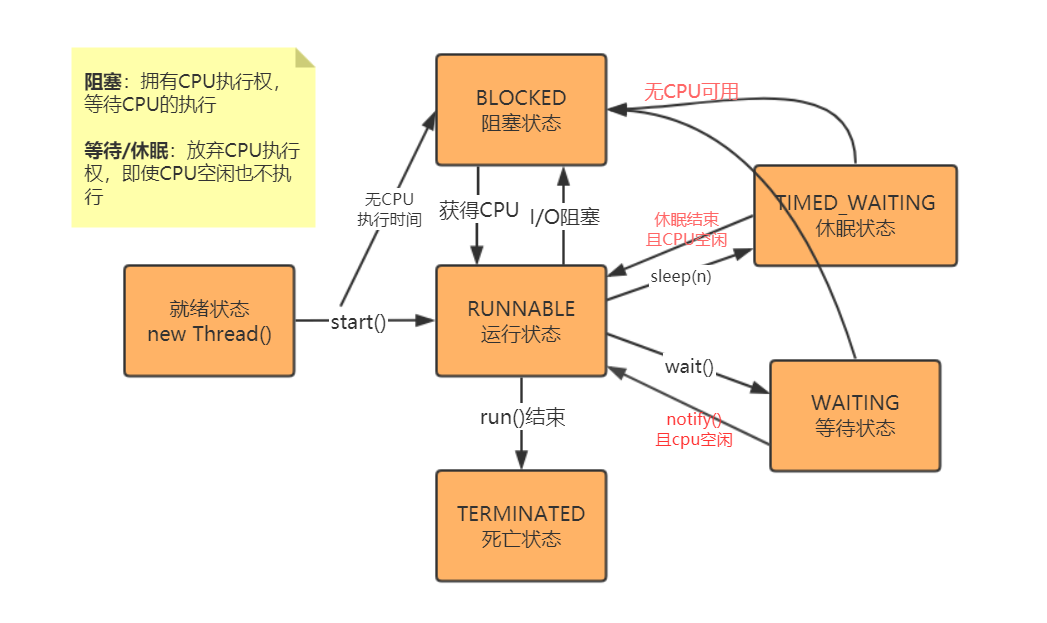 阻塞：拥有CPU执行权，
等待CPU的执行
等待/休眠：放弃CPU执行
权，即使CPU空闲也不执
行
BLOCKED
阻塞状态
无CPU可用
无CPU
执行时间
获得CPU
I/O阻塞
TIMED_WAITING
休眠状态
休眠结束
且CPU空闲
sleep(n)
就绪状态
new Thread()
start()
RUNNABLE
运行状态
wait()
notify()
且cpu空闲
WAITING
等待状态
run()结束
TERMINATED
死亡状态